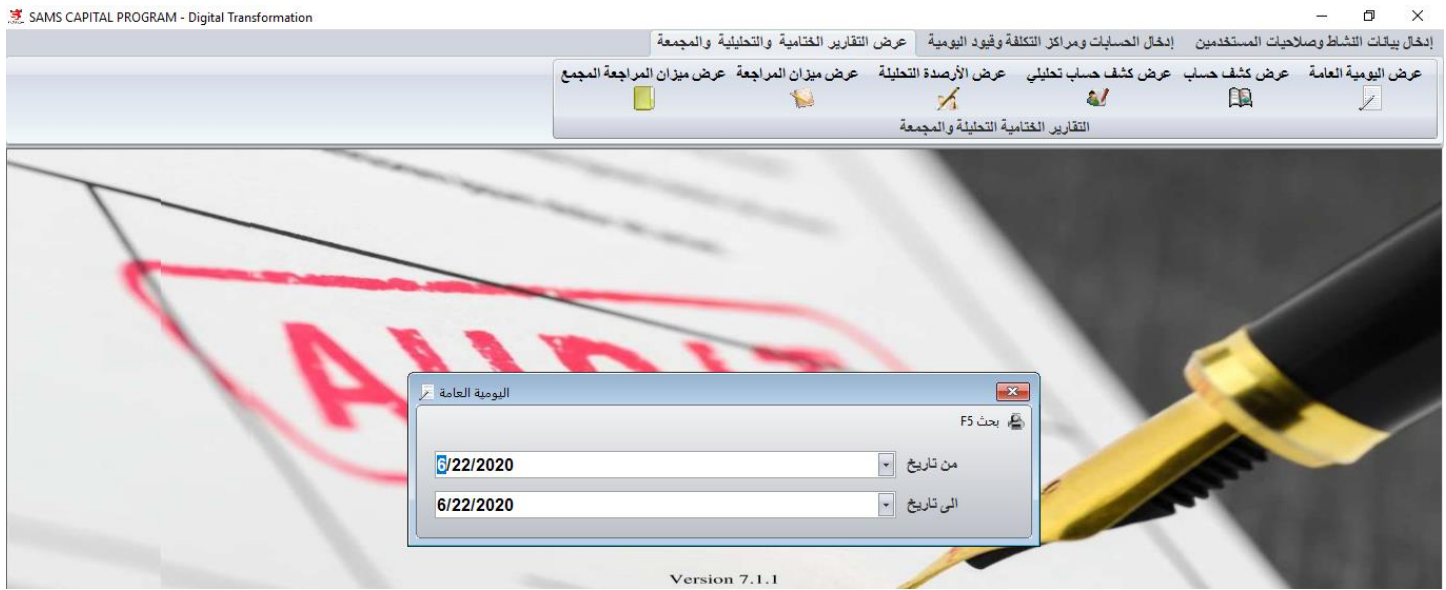 SAMS CAPITAL PROGRAM - Digital Transformation
إدخال بيانات النشاط وصلاحيات المستخدمين إدخال الحسابات ومراكز التكلفة وقيود اليومية عرض التقارير الختامية والتحليلية والمجمعة
عرض اليومية العامة عرض كشف حساب عرض كشف حساب تحليلي عرض الأرصدة التحليلة عرض ميزان المراجعة عرض ميزان المراجعة المجمع
التقارير الختامية التحليلة والمجمعة
AUDIT
اليومية العامة
بحث F5
من تاريخ 6/22/2020
الى تاريخ 6/22/2020
Version 7.1.1